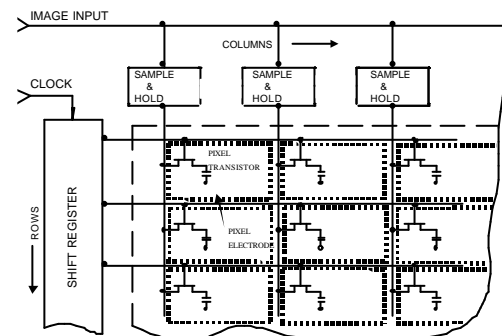 IMAGE INPUT
COLUMNS
SAMPLE
&
HOLD
SAMPLE
&
HOLD
SAMPLE
&
HOLD
CLOCK
PIXEL
TRANSISTOR
PIXEL
ELECTRODE
SHIFT REGISTER
ROWS